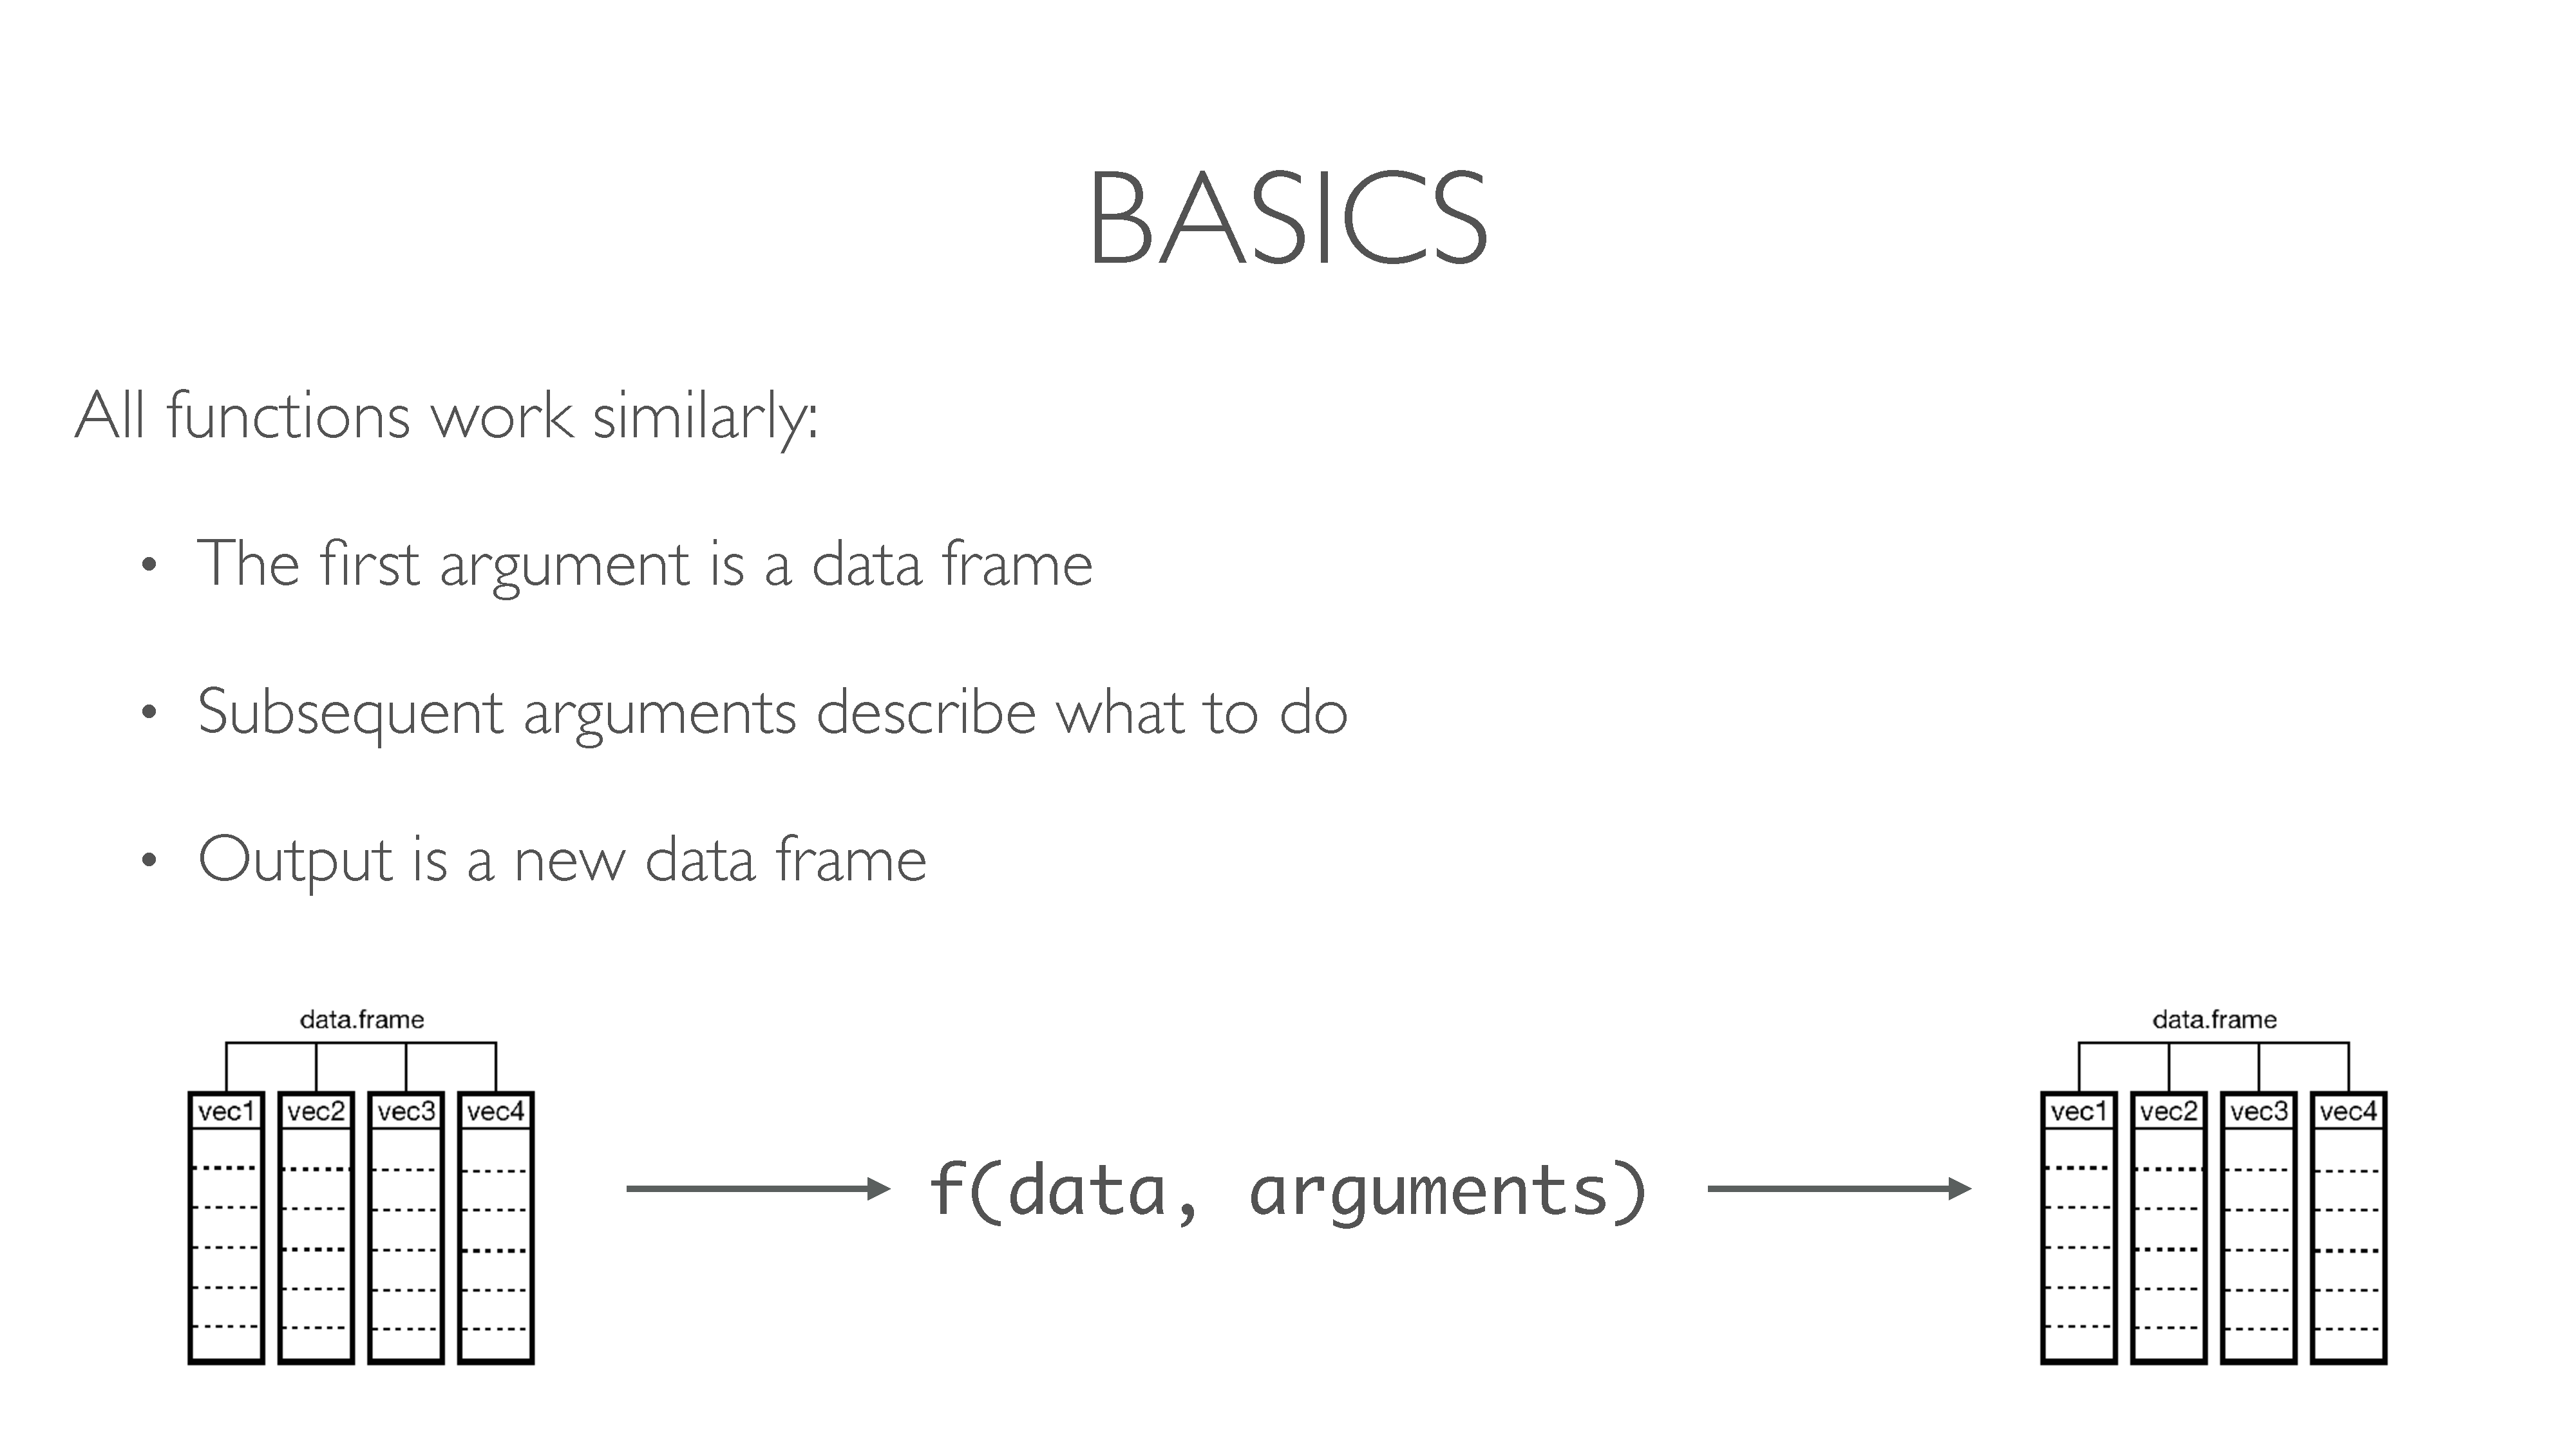 BASICS
All functions work similarly:
• The first argument is a data frame
• Subsequent arguments describe what to do
• Output is a new data frame
data.frame
vec1 vec2 vec3 vec4
f(data, arguments)
data.frame
vec1 vec2 vec3 vec4